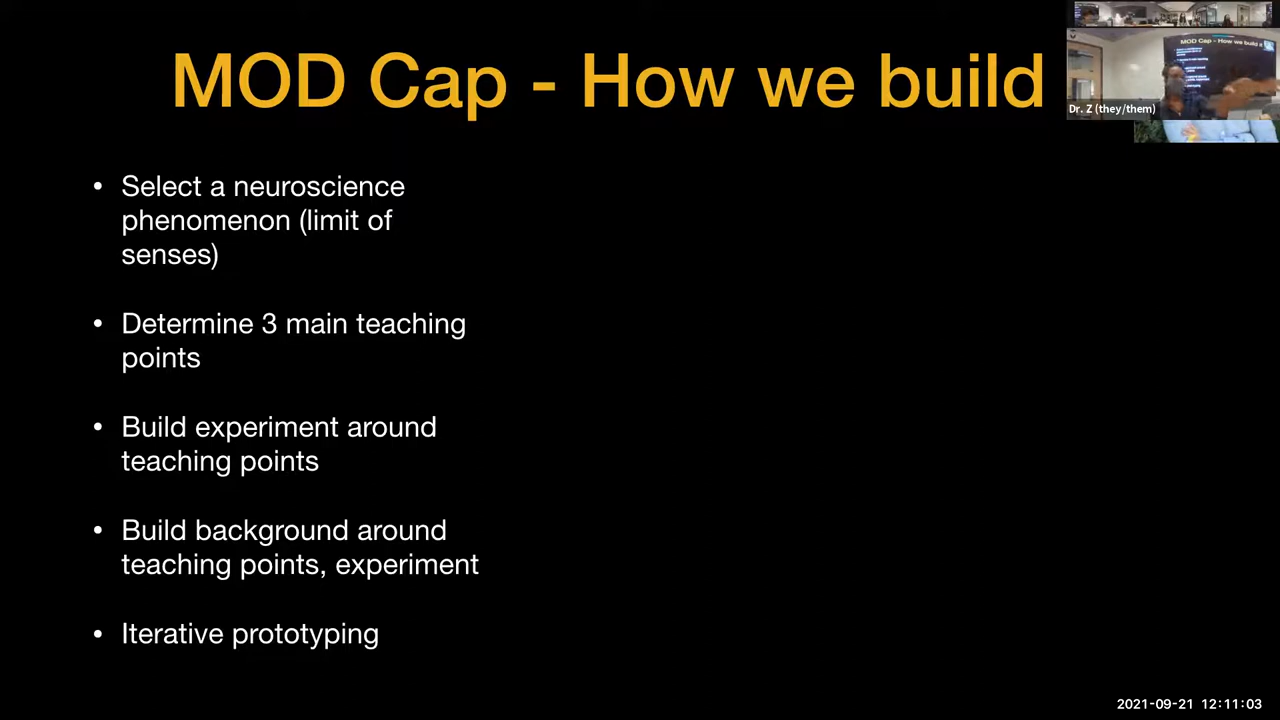 MOD Cap - How we build
MOD Cap - How we build
Dr. Z (they/them)
• Select a neuroscience
phenomenon (limit of
senses)
• Determine 3 main teaching
points
• Build experiment around
teaching points
• Build background around
teaching points, experiment
• Iterative prototyping
2021-09-21 12:11:03